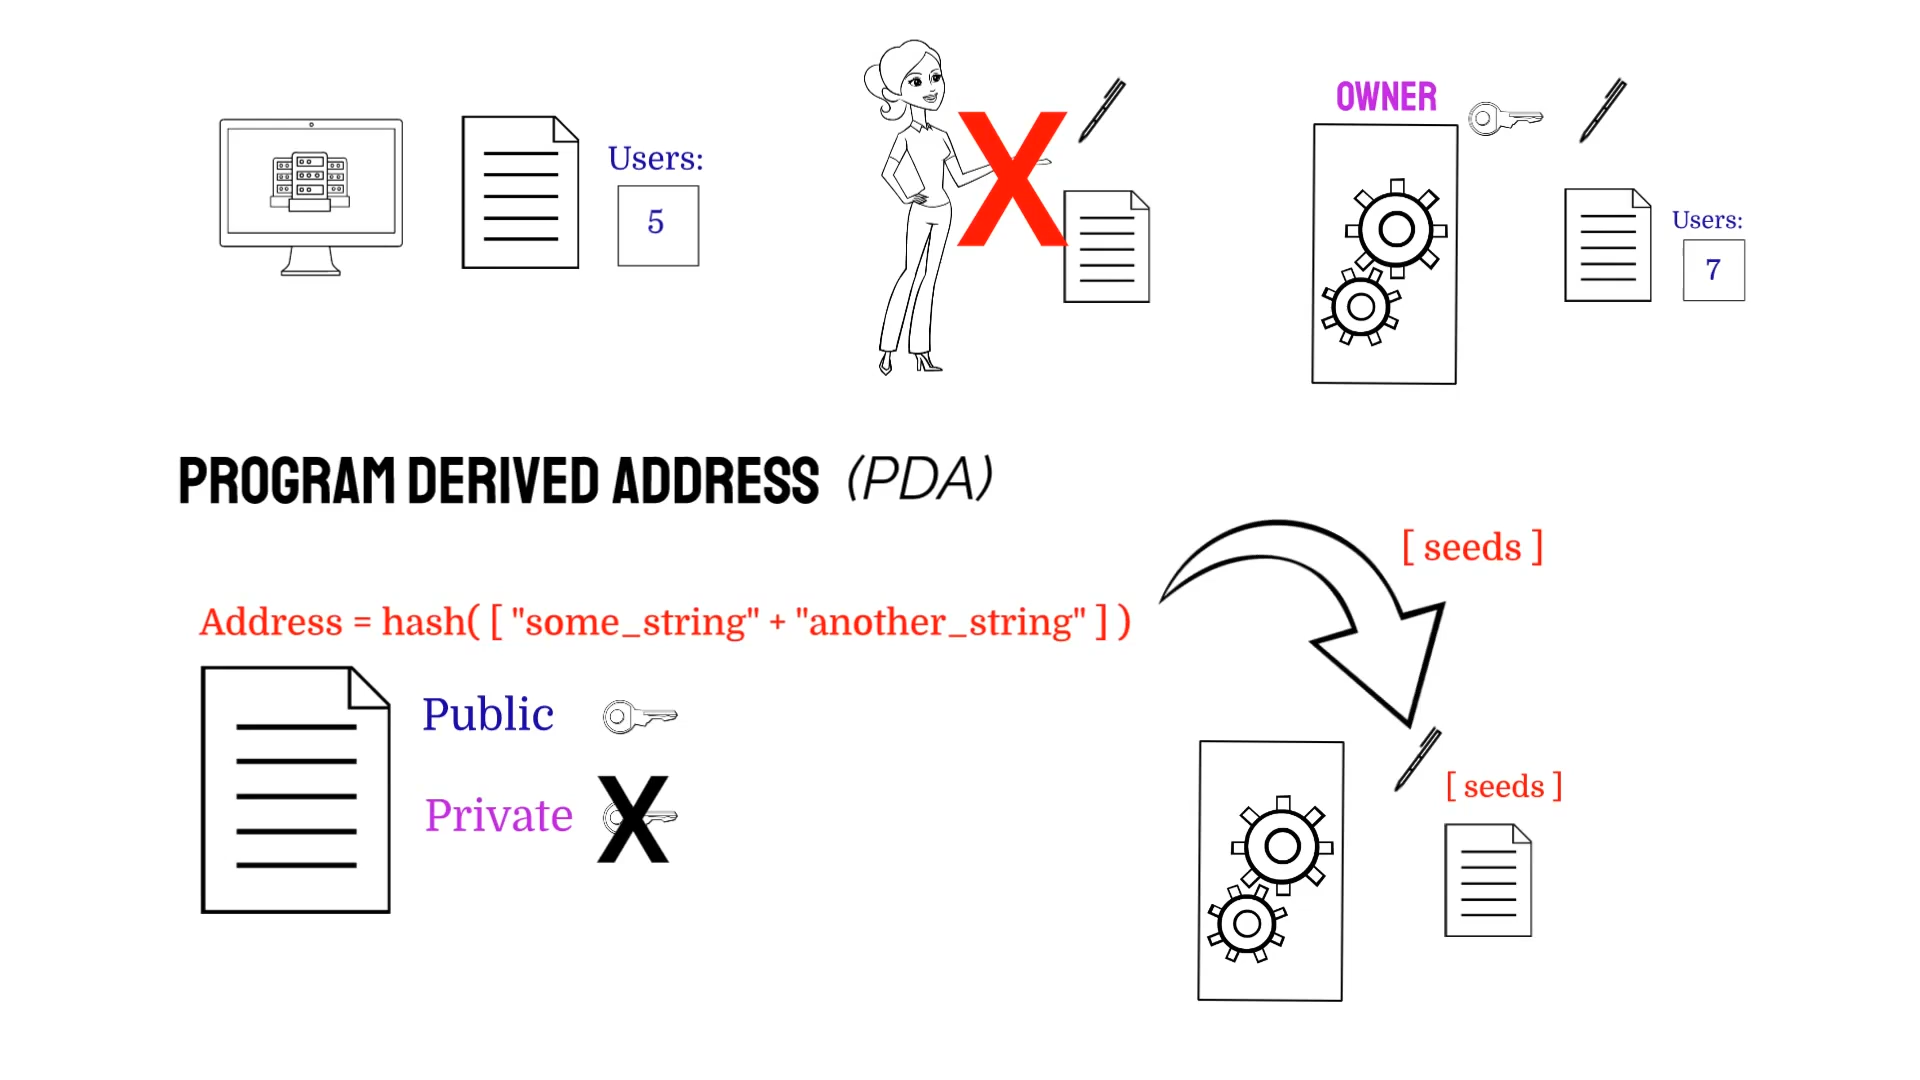 Users:
5
OWNER
Users:
7
PROGRAM DERIVED ADDRESS (PDA)
[ seeds ]
Address = hash( [ "some_string" + "another_string" ] )
Public
Private
[ seeds ]